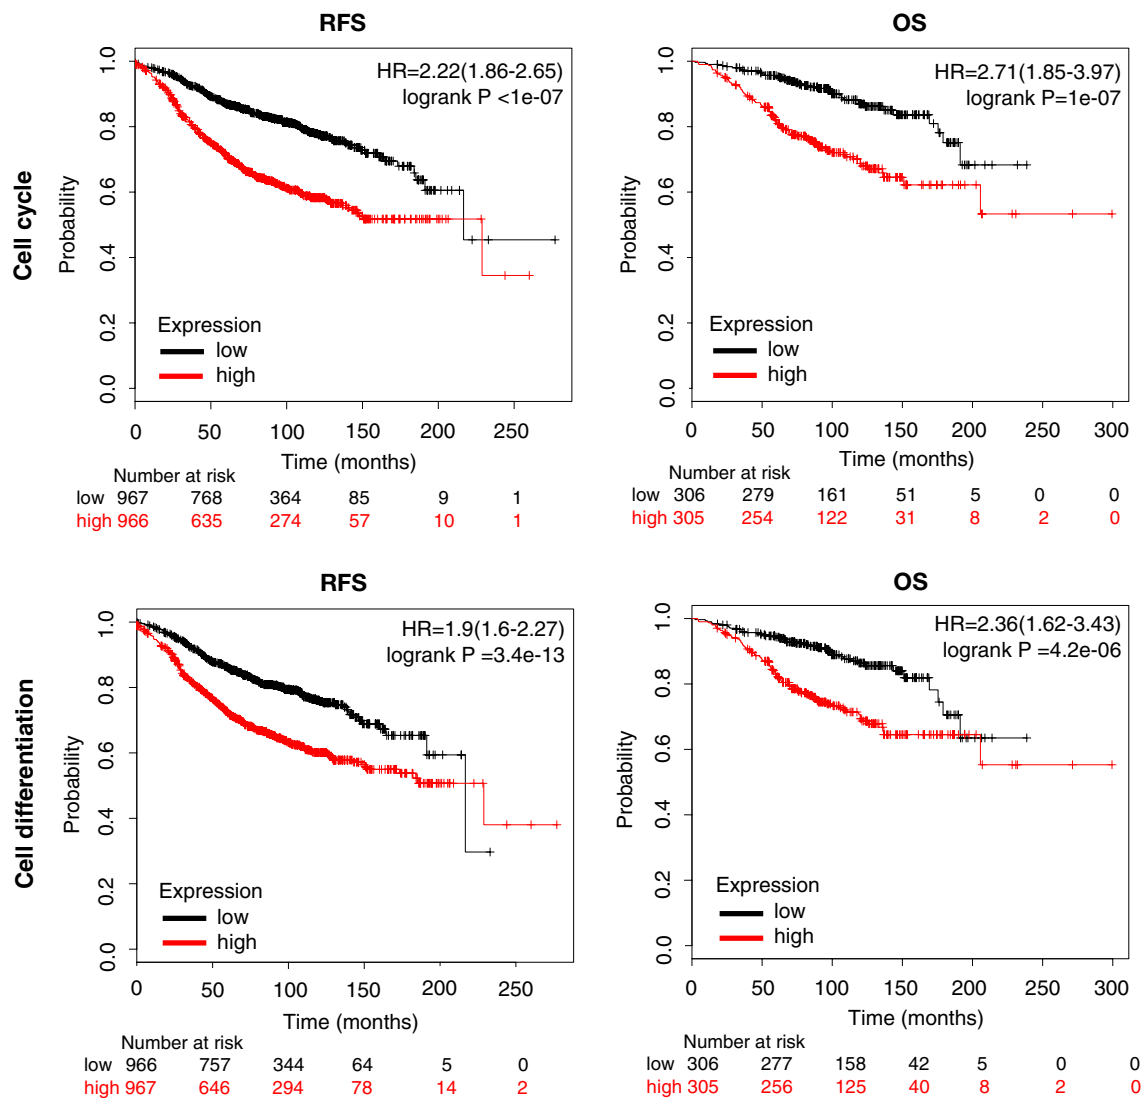 RFS
OS
Cell cycle
Probability
0.0 0.2 0.4 0.6 0.8 1.0
HR=2.22(1.86-2.65)
logrank P <1e-07
Expression
low
high
0 50 100 150 200 250
Time (months)
Number at risk
low 967 768 364 85 9 1
high 966 635 274 57 10 1
Probability
0.0 0.2 0.4 0.6 0.8 1.0
HR=2.71(1.85-3.97)
logrank P=1e-07
Expression
low
high
0 50 100 150 200 250 300
Time (months)
Number at risk
low 306 279 161 51 5 0 0
high 305 254 122 31 8 2 0
RFS
OS
Cell differentiation
Probability
0.0 0.2 0.4 0.6 0.8 1.0
HR=1.9(1.6-2.27)
logrank P =3.4e-13
Expression
low
high
0 50 100 150 200 250
Time (months)
Number at risk
low 966 757 344 64 5 0
high 967 646 294 78 14 2
Probability
0.0 0.2 0.4 0.6 0.8 1.0
HR=2.36(1.62-3.43)
logrank P =4.2e-06
Expression
low
high
0 50 100 150 200 250 300
Time (months)
Number at risk
low 306 277 158 42 5 0 0
high 305 256 125 40 8 2 0